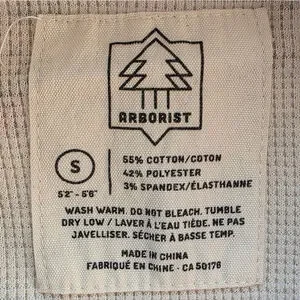 ARBORIST
S
5'2" - 5'6"
55% COTTON/COTON
42% POLYESTER
3% SPANDEX/ÉLASTHANNE
WASH WARM. DO NOT BLEACH. TUMBLE
DRY LOW / LAVER À L'EAU TIÈDE. NE PAS
JAVELLISER. SÉCHER À BASSE TEMP.
MADE IN CHINA
FABRIQUÉ EN CHINE · CA 50176